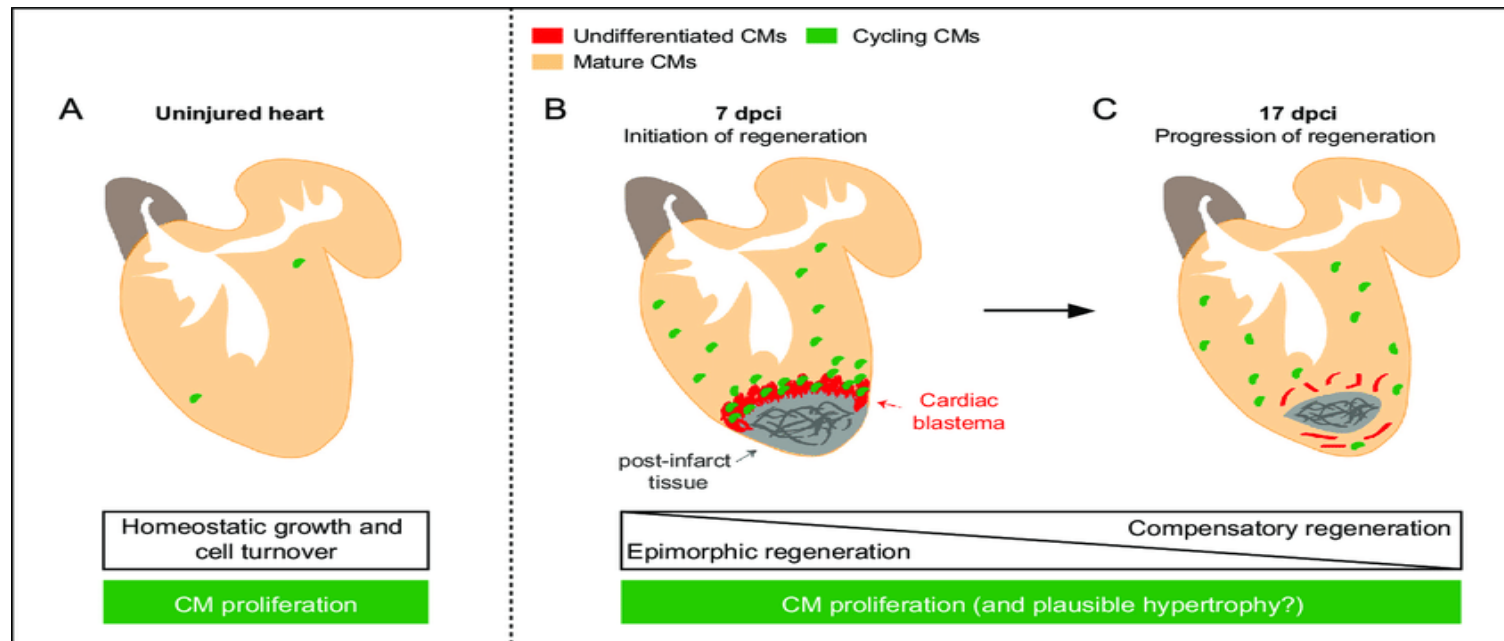 Undifferentiated CMs
Cycling CMs
Mature CMs
A
Uninjured heart
B
7 dpci
Initiation of regeneration
C
17 dpci
Progression of regeneration
Cardiac
blastema
post-infarct
tissue
Homeostatic growth and
cell turnover
CM proliferation
Compensatory regeneration
Epimorphic regeneration
CM proliferation (and plausible hypertrophy?)